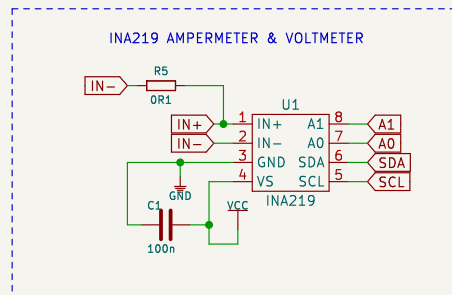 INA219 AMPERMETER & VOLTMETER
R5
IN-
0R1
U1
IN+ 1 IN+ A1 8 A1
IN- 2 IN- A0 7 A0
3 GND SDA 6 SDA
4 VS SCL 5 SCL
GND
INA219
C1
VCC
100n